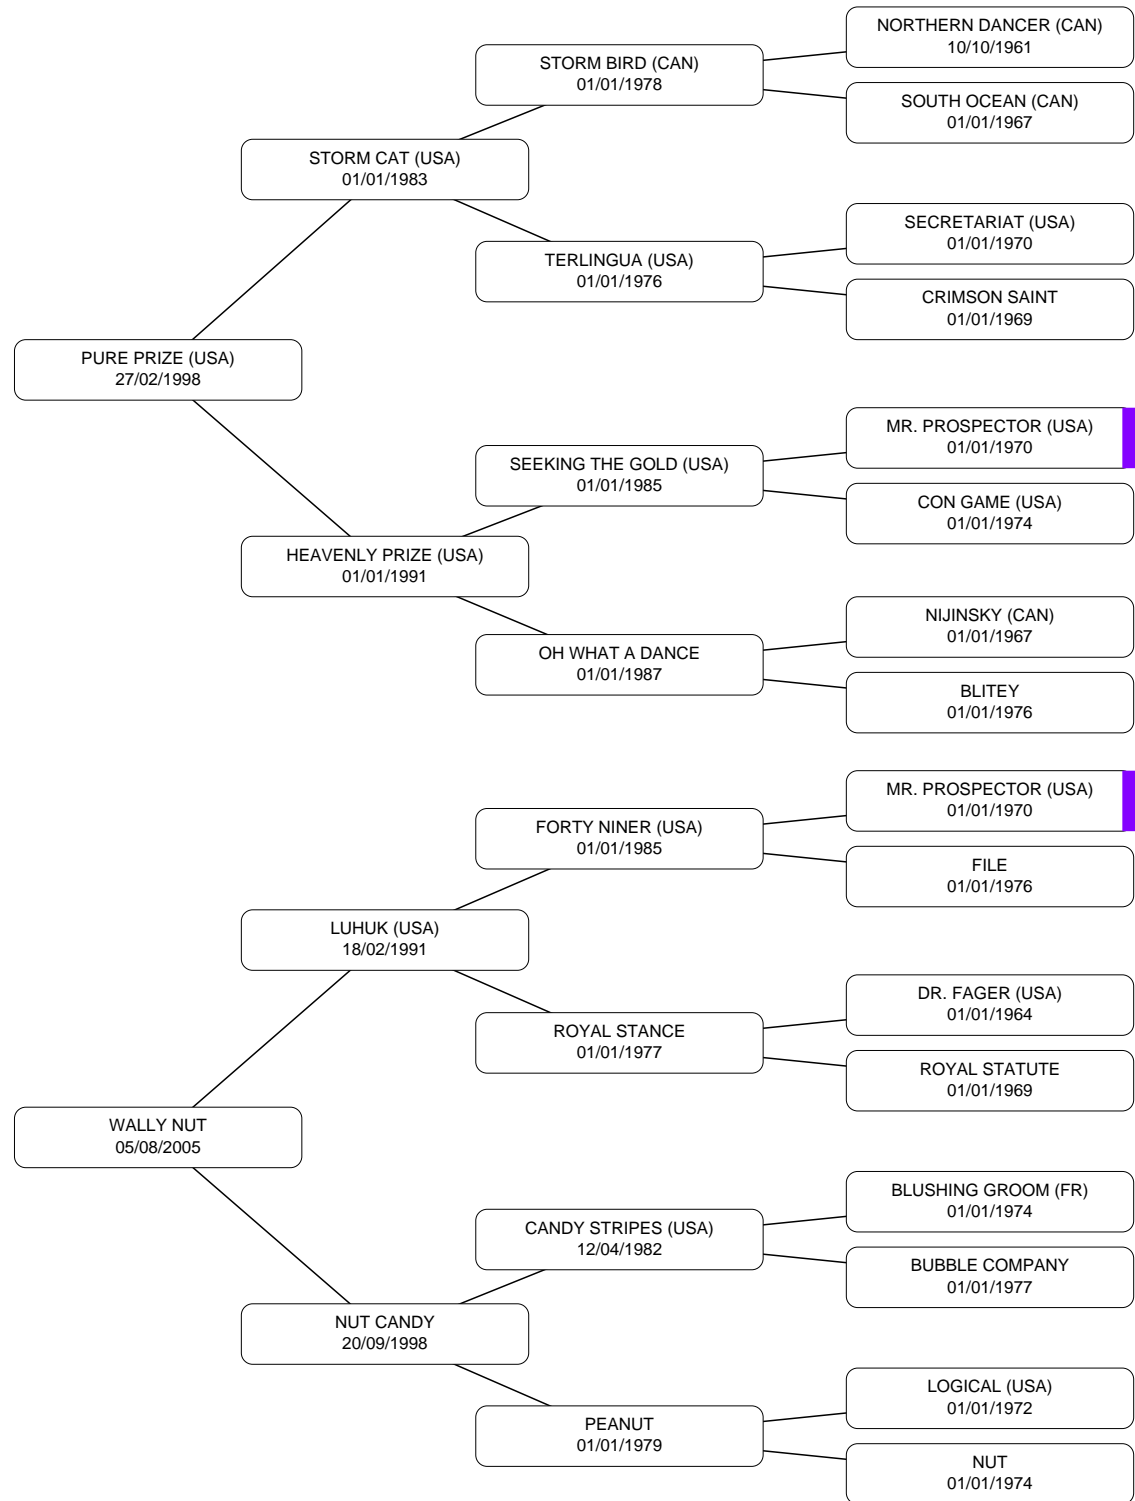 NORTHERN DANCER (CAN)
10/10/1961
STORM BIRD (CAN)
01/01/1978
SOUTH OCEAN (CAN)
01/01/1967
STORM CAT (USA)
01/01/1983
SECRETARIAT (USA)
01/01/1970
TERLINGUA (USA)
01/01/1976
CRIMSON SAINT
01/01/1969
PURE PRIZE (USA)
27/02/1998
MR. PROSPECTOR (USA)
01/01/1970
SEEKING THE GOLD (USA)
01/01/1985
CON GAME (USA)
01/01/1974
HEAVENLY PRIZE (USA)
01/01/1991
NIJINSKY (CAN)
01/01/1967
OH WHAT A DANCE
01/01/1987
BLITEY
01/01/1976
MR. PROSPECTOR (USA)
01/01/1970
FORTY NINER (USA)
01/01/1985
FILE
01/01/1976
LUHUK (USA)
18/02/1991
DR. FAGER (USA)
01/01/1964
ROYAL STANCE
01/01/1977
ROYAL STATUTE
01/01/1969
WALLY NUT
05/08/2005
BLUSHING GROOM (FR)
01/01/1974
CANDY STRIPES (USA)
12/04/1982
BUBBLE COMPANY
01/01/1977
NUT CANDY
20/09/1998
LOGICAL (USA)
01/01/1972
PEANUT
01/01/1979
NUT
01/01/1974